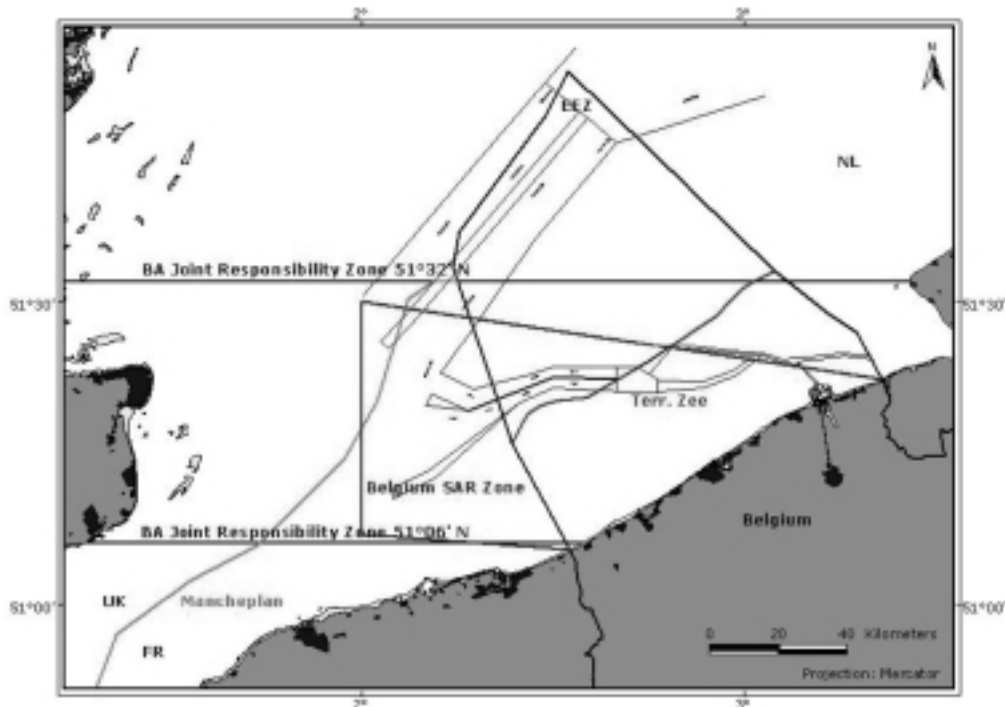 2° 3°
N
EEZ
NL
BA Joint Responsibility Zone 51°32' N
51°30' 51°30'
Terr. Zee
Belgium SAR Zone
Belgium
BA Joint Responsibility Zone 51°06' N
UK Mancheplan
51°00' 51°00'
FR
0 20 40 Kilometers
Projection: Mercator
2° 3°